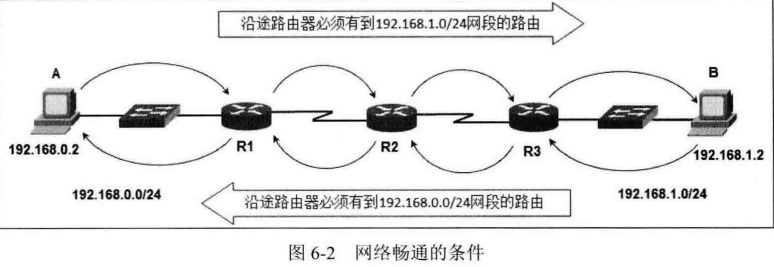 沿途路由器必须有到192.168.1.0/24网段的路由
A
B
192.168.0.2
R1
R2
R3
192.168.1.2
192.168.0.0/24
192.168.1.0/24
沿途路由器必须有到192.168.0.0/24网段的路由
图 6-2 网络畅通的条件